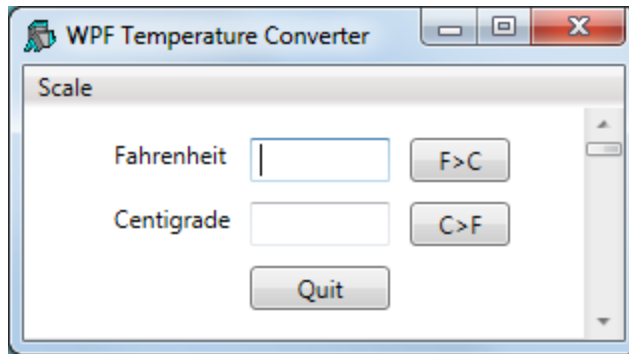 WPF Temperature Converter
Scale
Fahrenheit F>C
Centigrade C>F
Quit